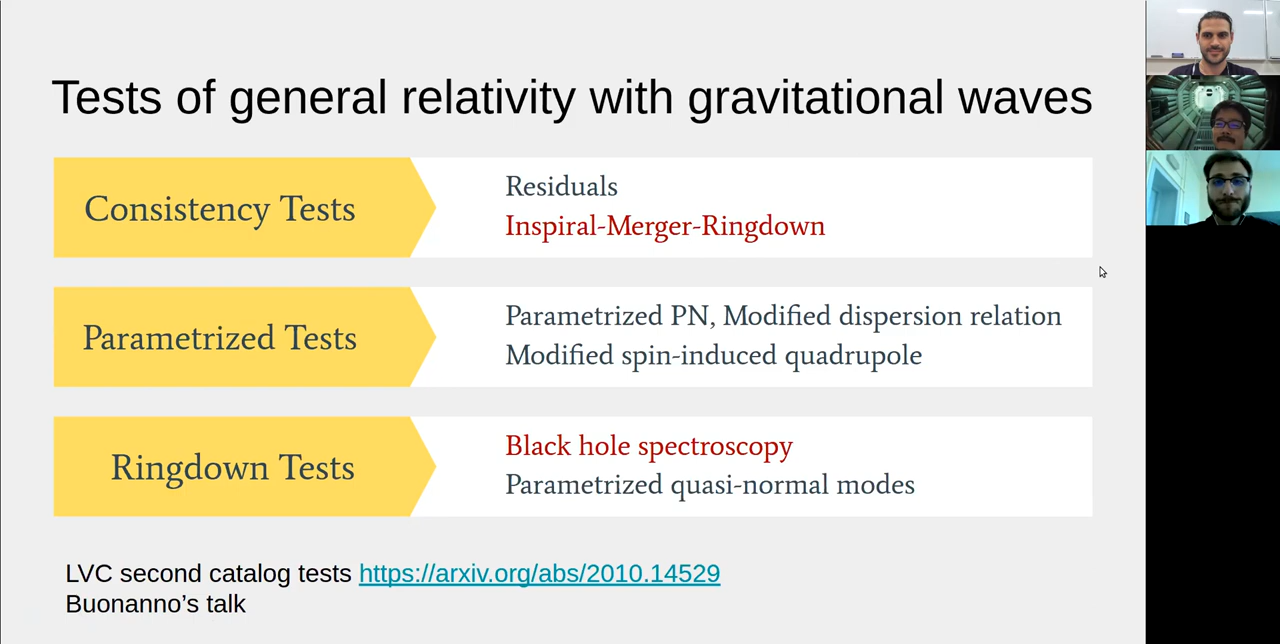 Tests of general relativity with gravitational waves
Consistency Tests
Residuals
Inspiral-Merger-Ringdown
Parametrized Tests
Parametrized PN, Modified dispersion relation
Modified spin-induced quadrupole
Ringdown Tests
Black hole spectroscopy
Parametrized quasi-normal modes
LVC second catalog tests https://arxiv.org/abs/2010.14529
Buonanno’s talk